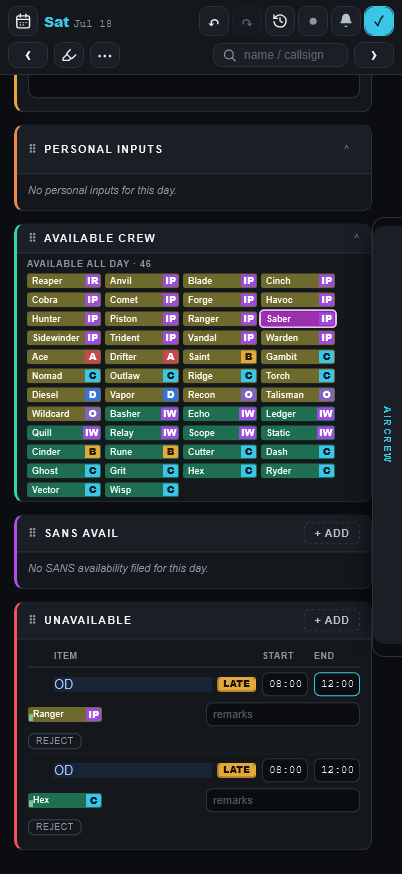 Sat Jul 18
name / callsign
PERSONAL INPUTS
No personal inputs for this day.
AVAILABLE CREW
AVAILABLE ALL DAY · 46
Reaper IR Anvil IP Blade IP Cinch IP
Cobra IP Comet IP Forge IP Havoc IP
Hunter IP Piston IP Ranger IP Saber IP
Sidewinder IP Trident IP Vandal IP Warden IP
Ace A Drifter A Saint B Gambit C
Nomad C Outlaw C Ridge C Torch C
Diesel D Vapor D Recon O Talisman O
Wildcard O Basher IW Echo IW Ledger IW
Quill IW Relay IW Scope IW Static IW
Cinder B Rune B Cutter C Dash C
Ghost C Grit C Hex C Ryder C
Vector C Wisp C
AIRCREW
SANS AVAIL + ADD
No SANS availability filed for this day.
UNAVAILABLE + ADD
ITEM START END
OD LATE 08:00 12:00
Ranger IP remarks
REJECT
OD LATE 08:00 12:00
Hex C remarks
REJECT